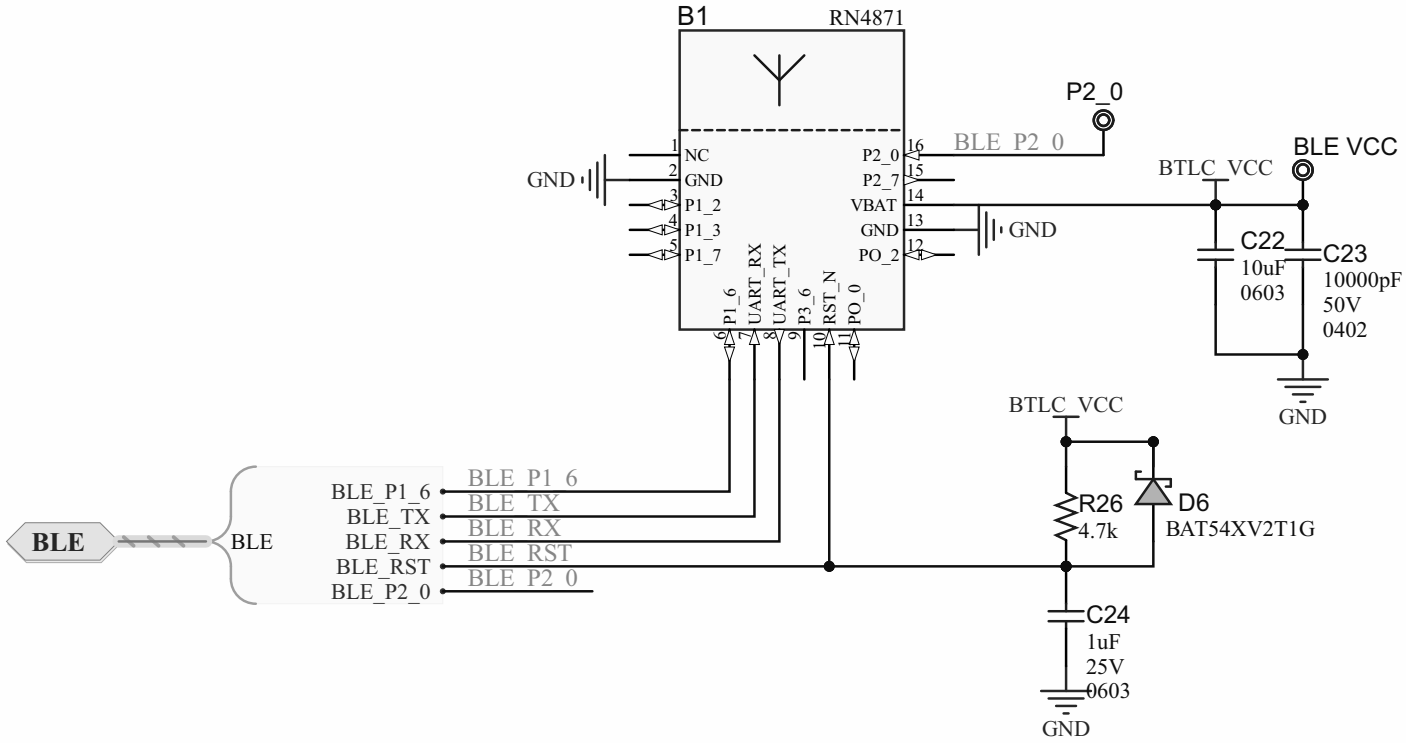 B1 RN4871
1 NC
2 GND
GND
3 P1_2
4 P1_3
5 P1_7
P2_0 16
P2_7 15
VBAT 14
GND 13
PO_2 12
BLE_P2_0
P2_0
GND
P1_6 6
UART_RX 7
UART_TX 8
P3_6 9
RST_N 10
PO_0 11
BTLC_VCC
BLE VCC
C22
10uF
0603
C23
10000pF
50V
0402
GND
BTLC_VCC
R26
4.7k
D6
BAT54XV2T1G
C24
1uF
25V
0603
GND
BLE
BLE
BLE_P1_6 BLE_P1_6
BLE_TX BLE_TX
BLE_RX BLE_RX
BLE_RST BLE_RST
BLE_P2_0 BLE_P2_0